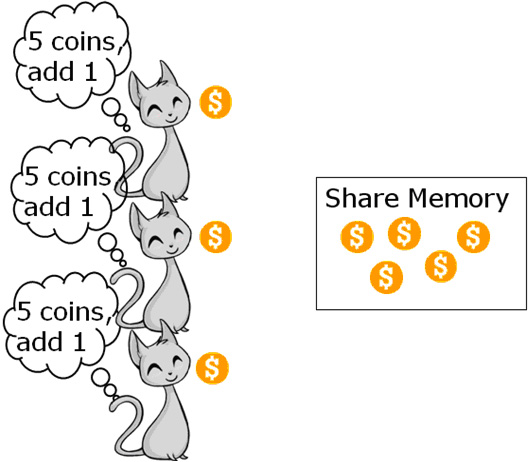 5 coins,
add 1
$
5 coins
add 1
$
5 coins,
add 1
$
Share Memory
$ $ $
$ $